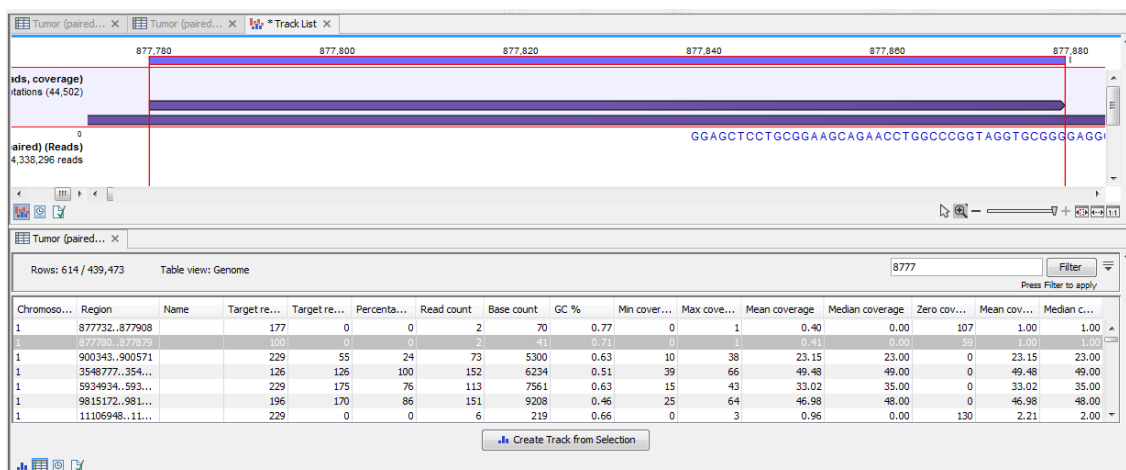 Tumor (paired... Tumor (paired... * Track List
877,780 877,800 877,820 877,840 877,860 877,880
ads, coverage)
tations (44,502)
0
GGAGCTCCTGCGGAAGCAGAACCTGGCCCGGTAGGTGCGGGGAGG
aired) (Reads)
4,338,296 reads
1:1
Tumor (paired...
Rows: 614 / 439,473 Table view: Genome 8777 Filter
Press Filter to apply
Chromoso... Region Name Target re... Target re... Percenta... Read count Base count GC % Min cover... Max cove... Mean coverage Median coverage Zero cov... Mean cov... Median c...
1 877732..877908 177 0 0 2 70 0.77 0 1 0.40 0.00 107 1.00 1.00
1 877780..877879 100 0 0 2 41 0.71 0 1 0.41 0.00 59 1.00 1.00
1 900343..900571 229 55 24 73 5300 0.63 10 38 23.15 23.00 0 23.15 23.00
1 3548777..354... 126 126 100 152 6234 0.51 39 66 49.48 49.00 0 49.48 49.00
1 5934934..593... 229 175 76 113 7561 0.63 15 43 33.02 35.00 0 33.02 35.00
1 9815172..981... 196 170 86 151 9208 0.46 25 64 46.98 48.00 0 46.98 48.00
1 11106948..11... 229 0 0 6 219 0.66 0 3 0.96 0.00 130 2.21 2.00
Create Track from Selection